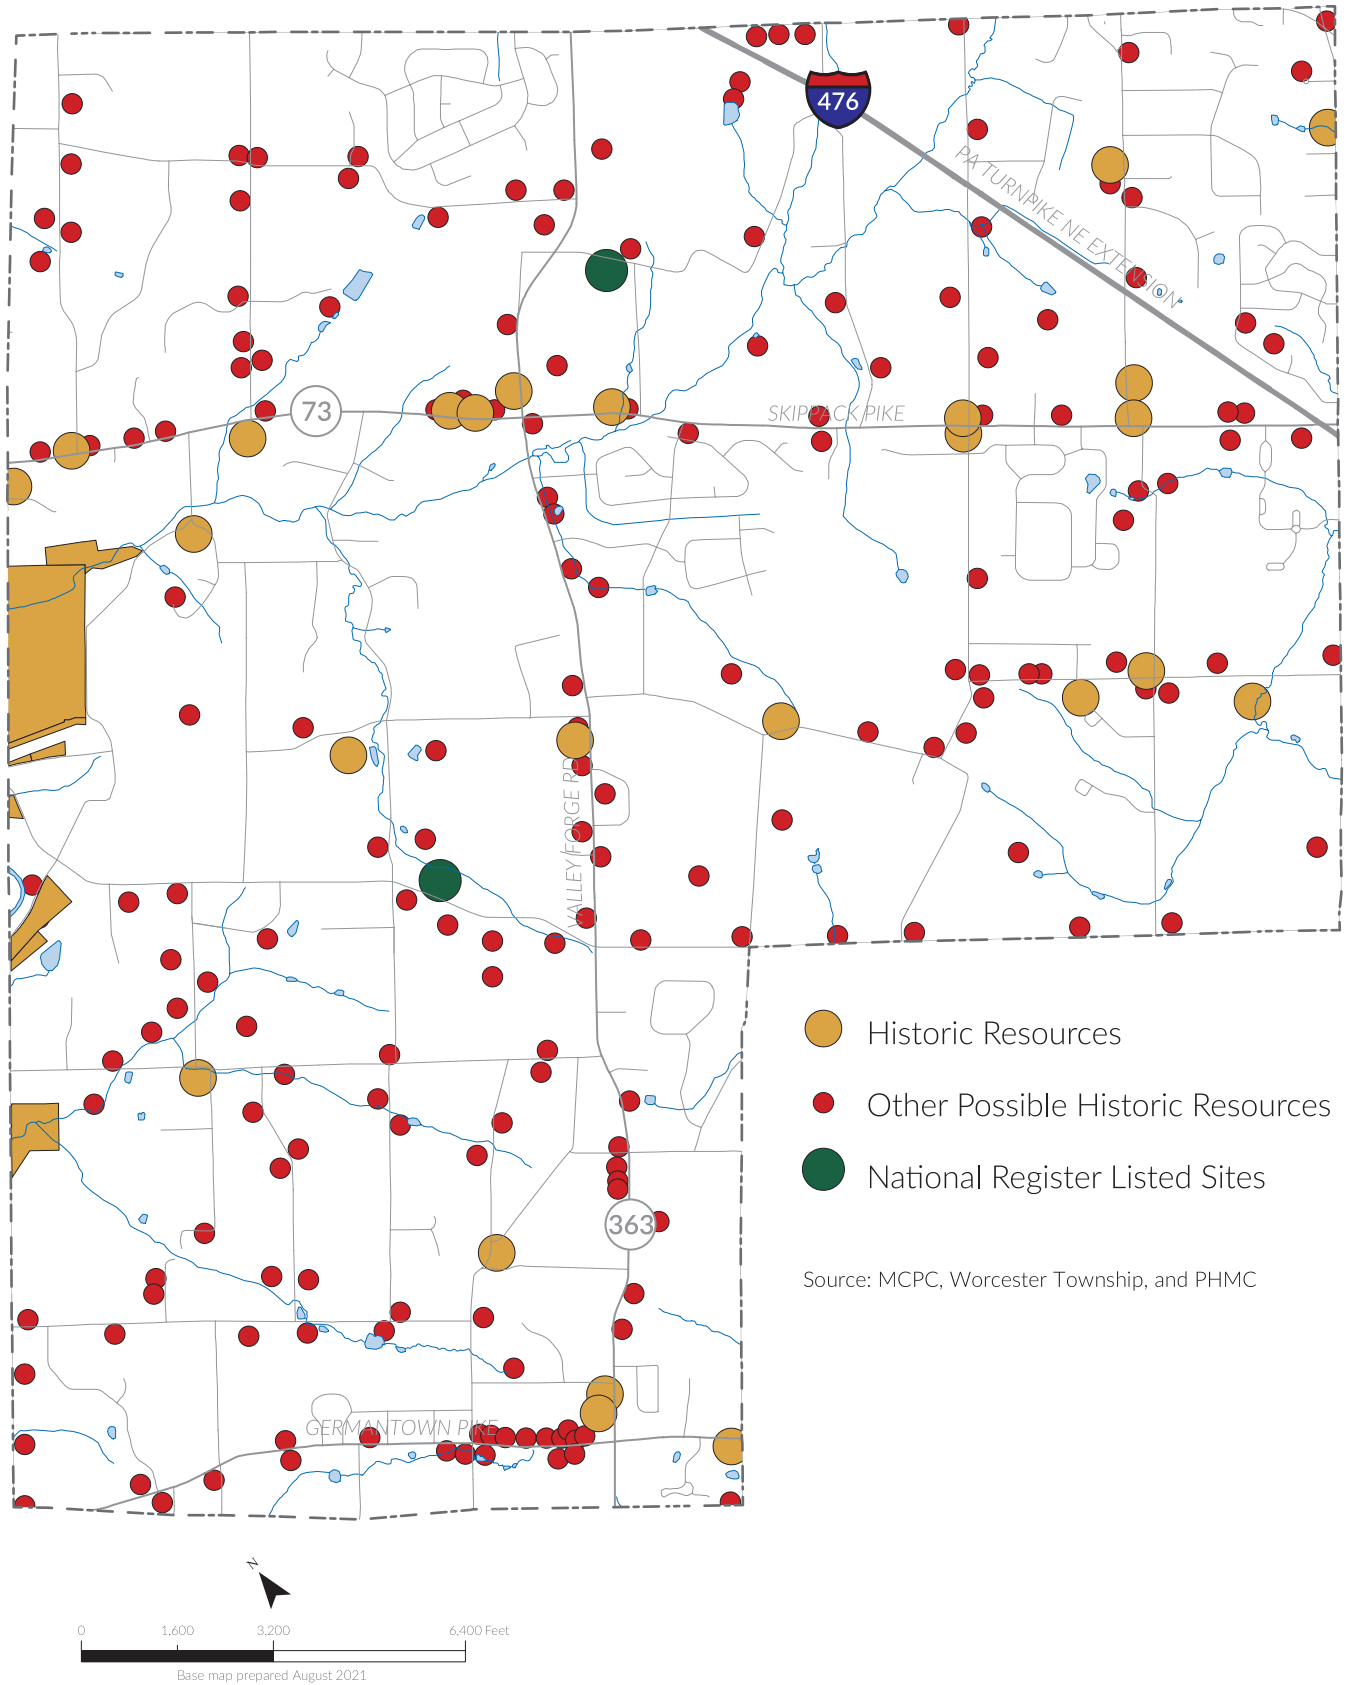 476
PA TURNPIKE NE EXTENSION
73
SKIPPACK PIKE
VALLEY FORGE RD
Historic Resources
Other Possible Historic Resources
National Register Listed Sites
363
Source: MCPC, Worcester Township, and PHMC
GERMANTOWN PIKE
N
0 1,600 3,200 6,400 Feet
Base map prepared August 2021